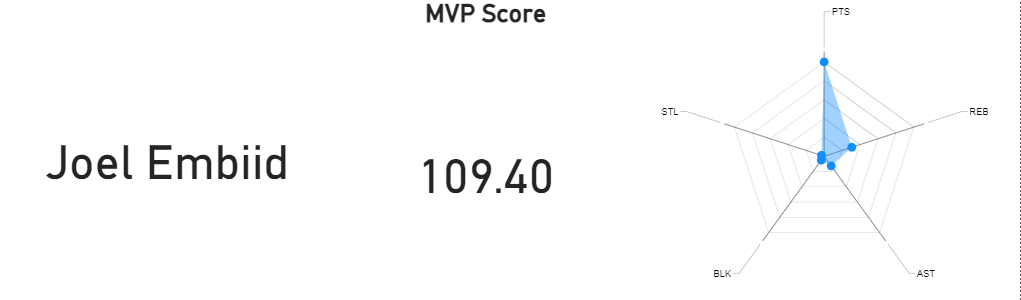 MVP Score
PTS
STL
REB
Joel Embiid
109.40
BLK
AST